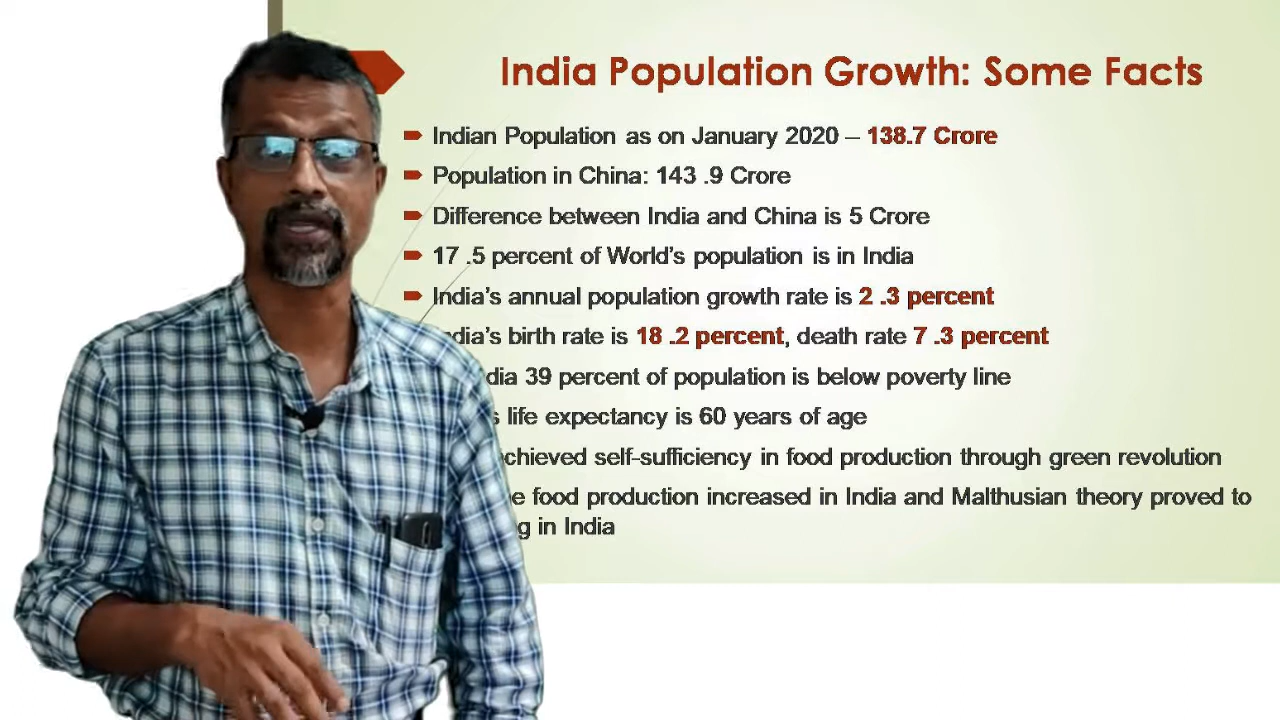 India Population Growth: Some Facts
Indian Population as on January 2020 – 138.7 Crore
Population in China: 143 .9 Crore
Difference between India and China is 5 Crore
17 .5 percent of World's population is in India
India's annual population growth rate is 2 .3 percent
birth rate is 18 .2 percent, death rate 7 .3 percent
39 percent of population is below poverty line
life expectancy is 60 years of age
self-sufficiency in food production through green revolution
food production increased in India and Malthusian theory proved to
in India